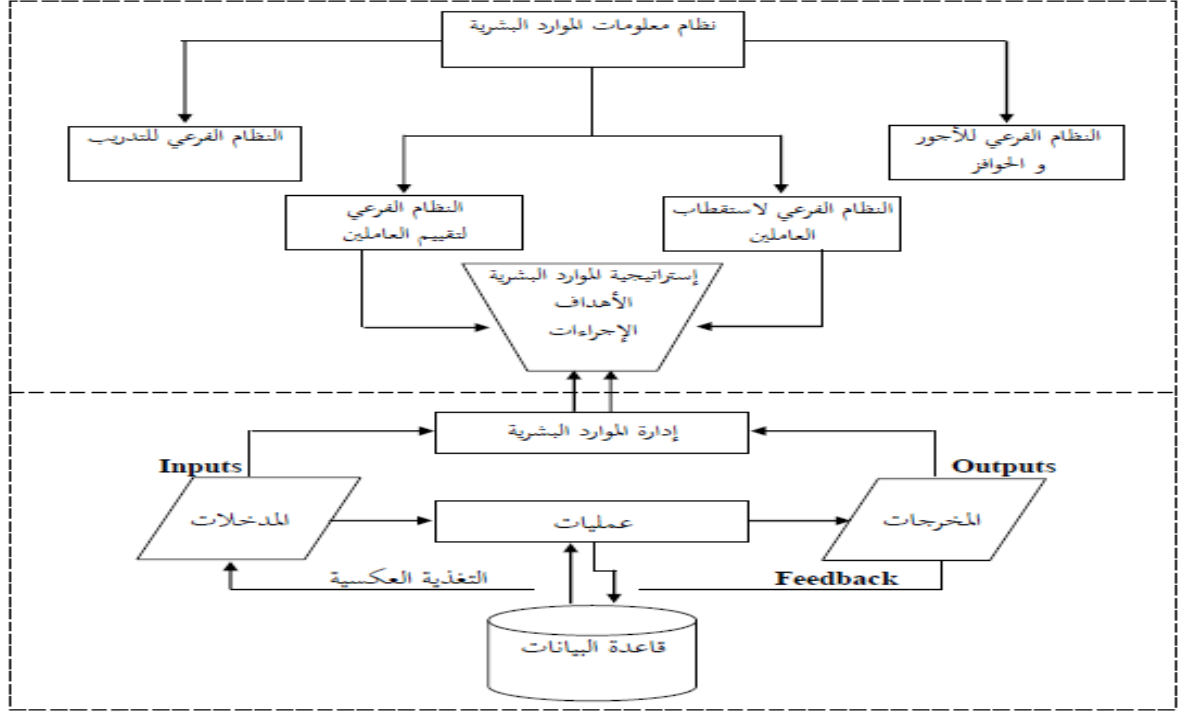 نظام معلومات الموارد البشرية
النظام الفرعي للأجور
و الحوافز
النظام الفرعي للتدريب
النظام الفرعي لاستقطاب
العاملين
النظام الفرعي
لتقييم العاملين
إستراتيجية الموارد البشرية
الأهداف
الإجراءات
إدارة الموارد البشرية
Inputs
Outputs
المدخلات
عمليات
المخرجات
التغذية العكسية
Feedback
قاعدة البيانات